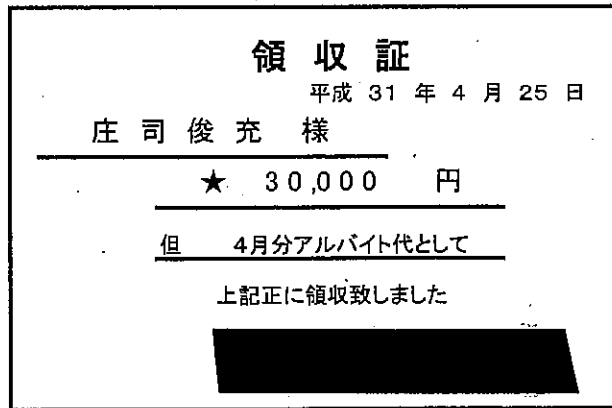 領収証
平成 31 年 4 月 25 日
庄司俊充 様
★ 30,000 円
但 4月分アルバイト代として
上記正に領収致しました